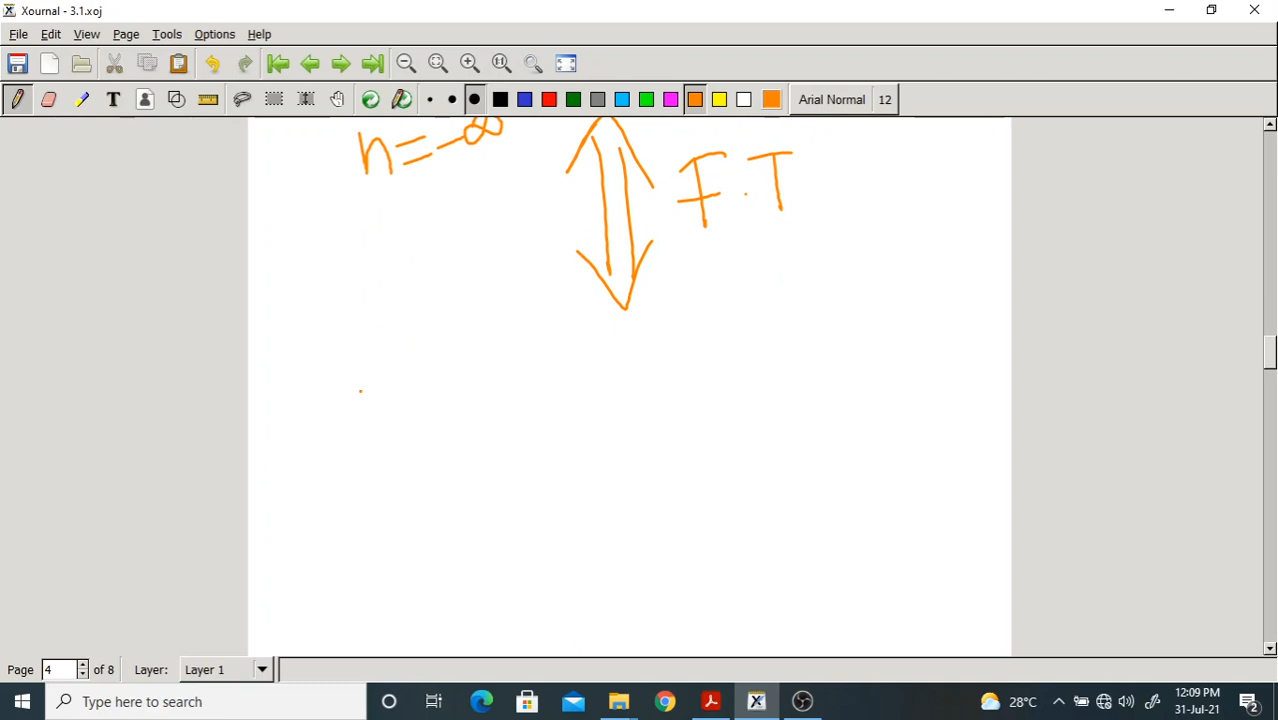 Xournal - 3.1.xoj
File Edit View Page Tools Options Help
Arial Normal 12
n=-∞
F.T
Page 4 of 8 Layer: Layer 1
Type here to search
28°C
12:09 PM
31-Jul-21
2